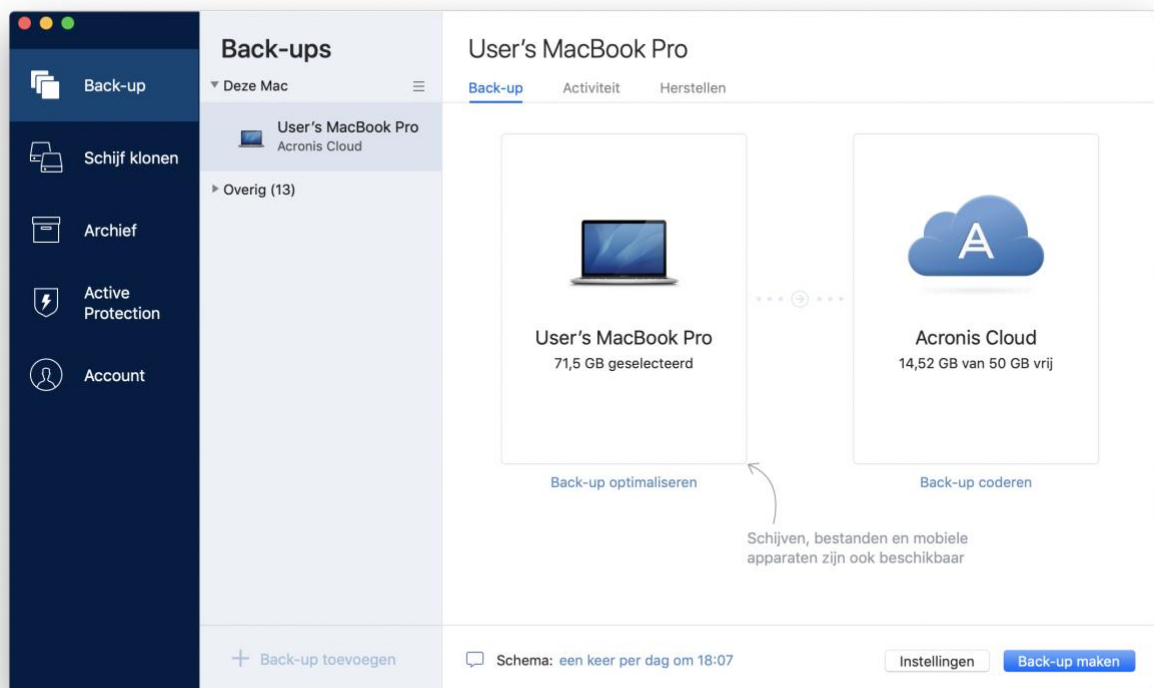 Back-up
Schijf klonen
Archief
Active
Protection
Account
Back-ups
Deze Mac
User's MacBook Pro
Acronis Cloud
Overig (13)
Back-up toevoegen
User's MacBook Pro
Back-up Activiteit Herstellen
User's MacBook Pro
71,5 GB geselecteerd
Acronis Cloud
14,52 GB van 50 GB vrij
Back-up optimaliseren
Back-up coderen
Schijven, bestanden en mobiele
apparaten zijn ook beschikbaar
Schema: een keer per dag om 18:07
Instellingen
Back-up maken